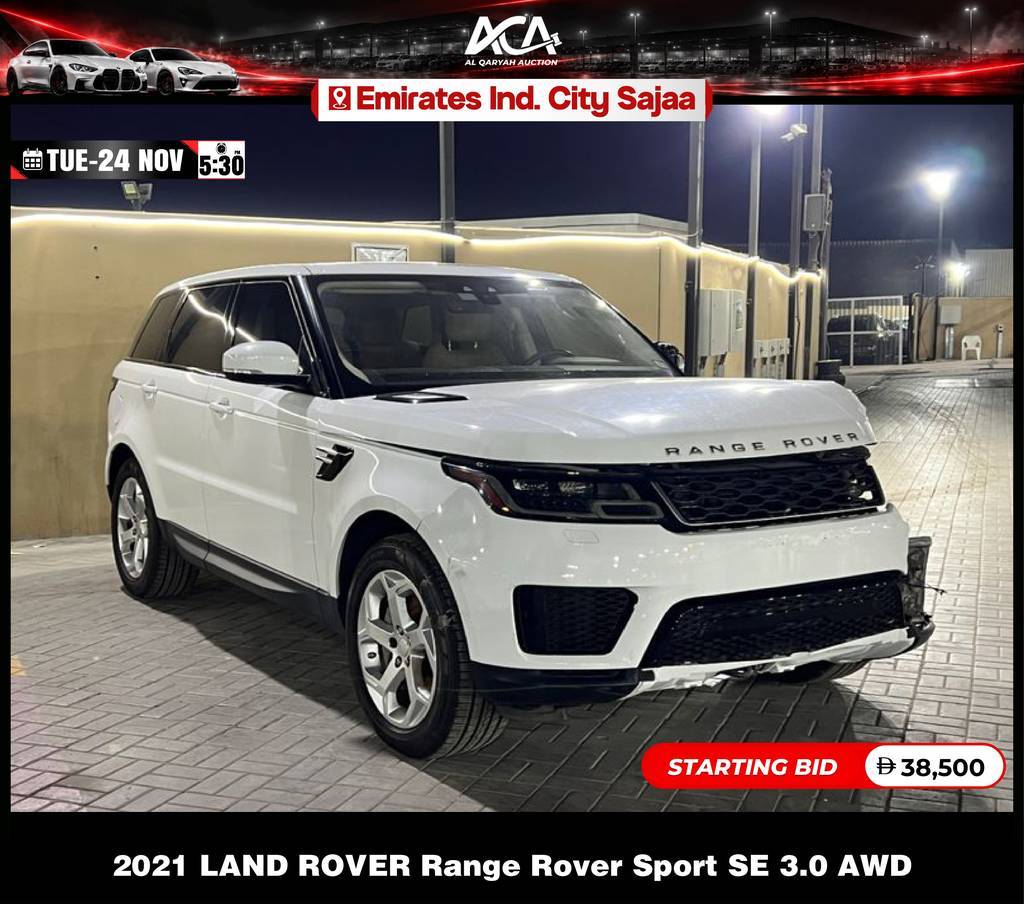 ACA
AL QARYAH AUCTION
Emirates Ind. City Sajaa
TUE-24 NOV
5:30 PM
RANGE ROVER
STARTING BID
38,500
2021 LAND ROVER Range Rover Sport SE 3.0 AWD